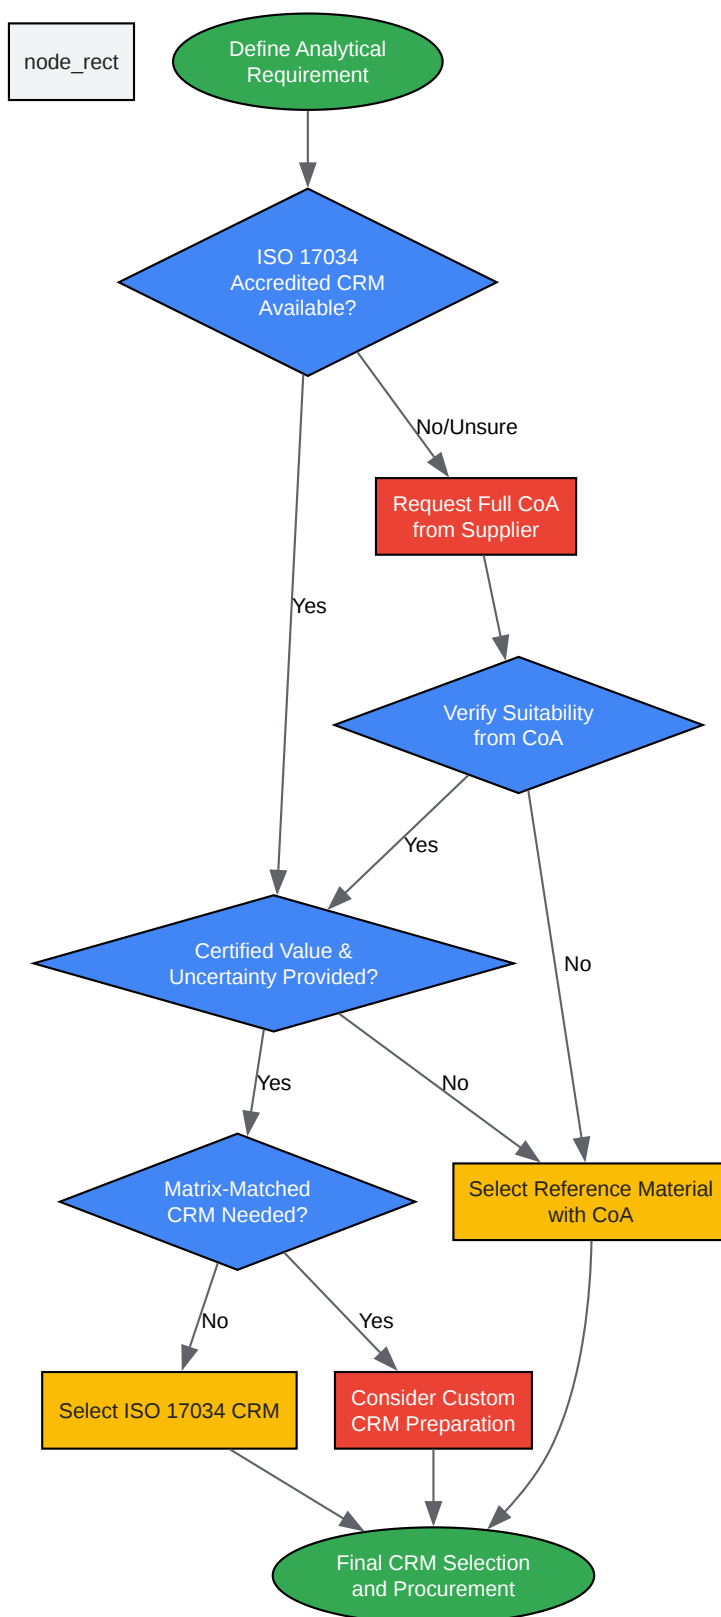 node_rect
Define Analytical
Requirement
ISO 17034
Accredited CRM
Available?
No/Unsure
Request Full CoA
from Supplier
Yes
Verify Suitability
from CoA
Yes
Certified Value &
Uncertainty Provided?
No
Yes
No
Matrix-Matched
CRM Needed?
Select Reference Material
with CoA
No
Yes
Select ISO 17034 CRM
Consider Custom
CRM Preparation
Final CRM Selection
and Procurement